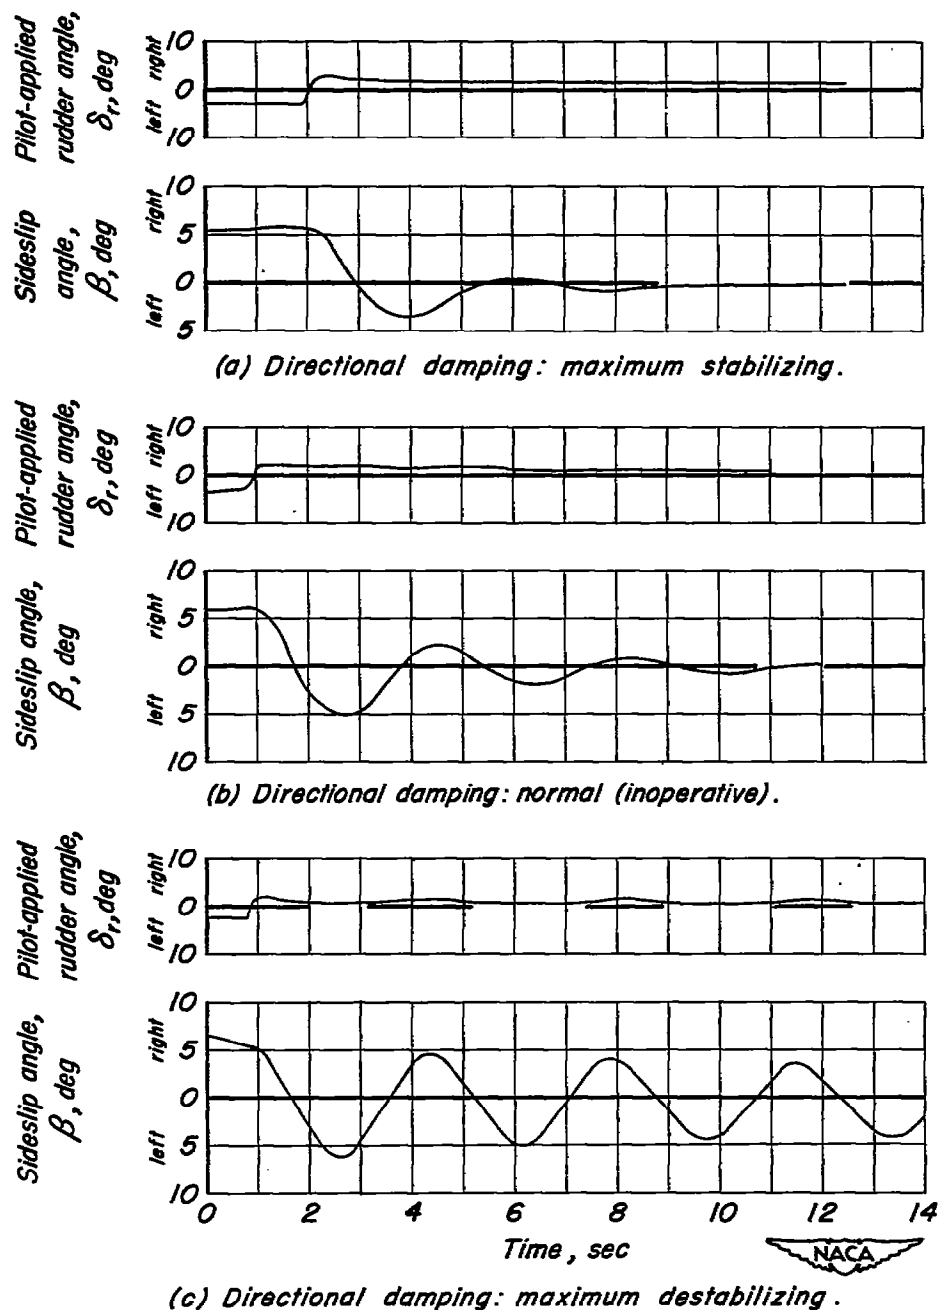 Pilot-applied
rudder angle,
δr, deg
right
left
10
0
10
Sideslip
angle,
β, deg
right
left
10
5
0
5
(a) Directional damping: maximum stabilizing.
Pilot-applied
rudder angle,
δr, deg
right
left
10
0
10
Sideslip angle,
β, deg
right
left
10
5
0
5
10
(b) Directional damping: normal (inoperative).
Pilot-applied
rudder angle,
δr, deg
right
left
10
0
10
Sideslip angle,
β, deg
right
left
10
5
0
5
10
0 2 4 6 8 10 12 14
Time, sec
NACA
(c) Directional damping: maximum destabilizing.